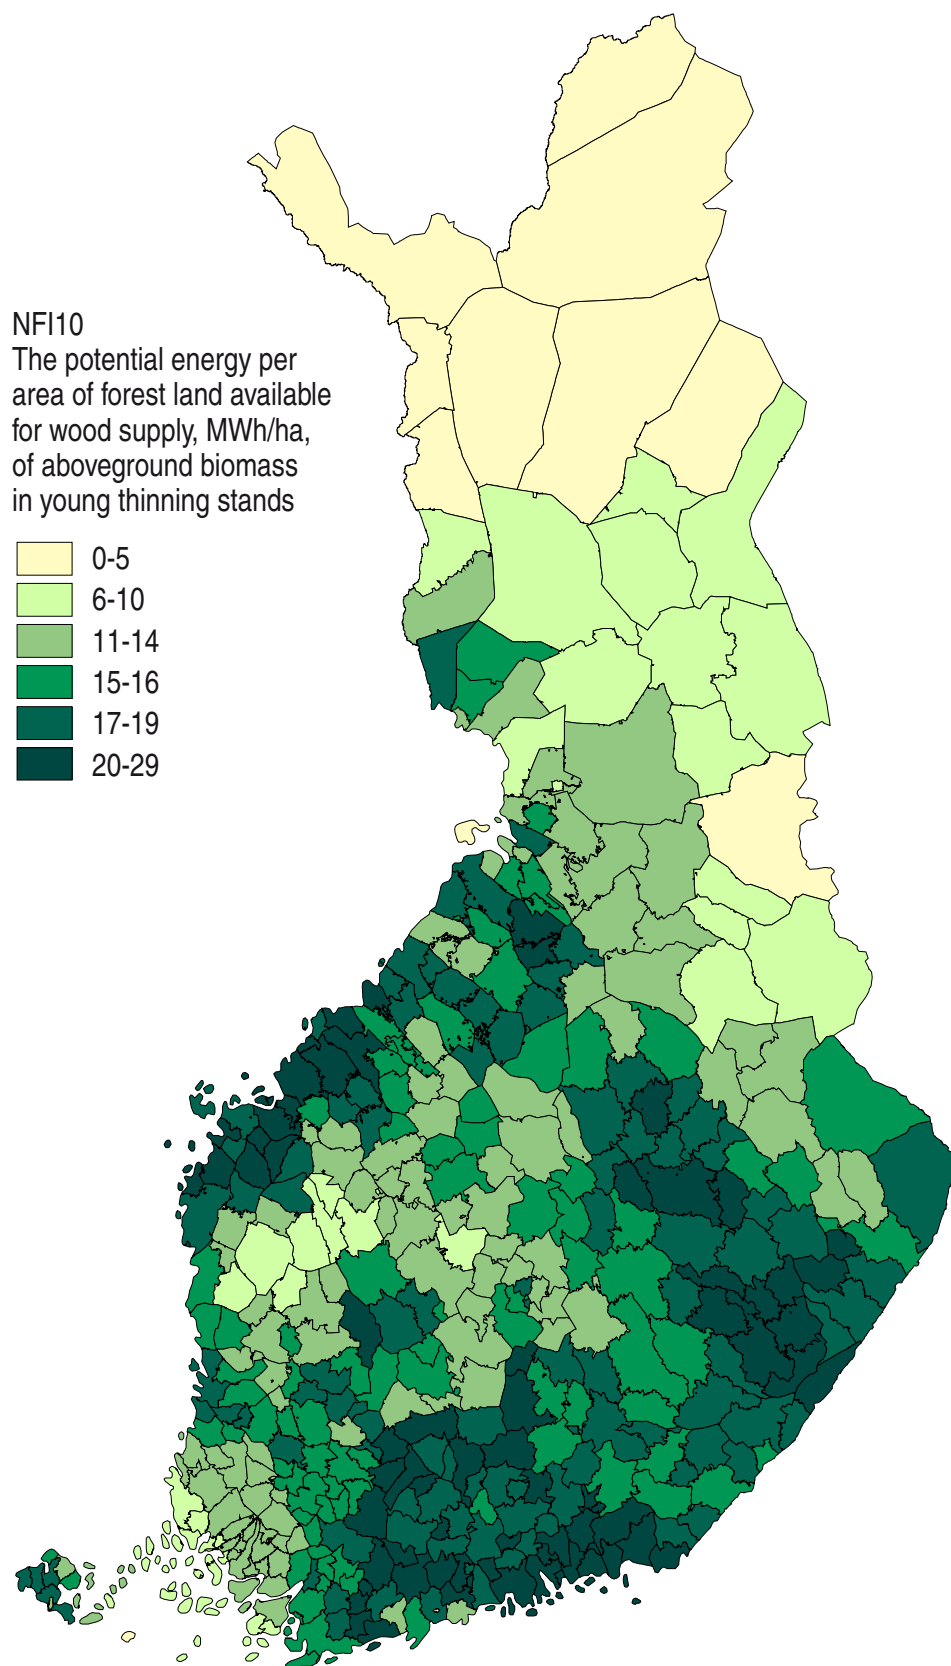 NFI10
The potential energy per
area of forest land available
for wood supply, MWh/ha,
of aboveground biomass
in young thinning stands
0-5
6-10
11-14
15-16
17-19
20-29